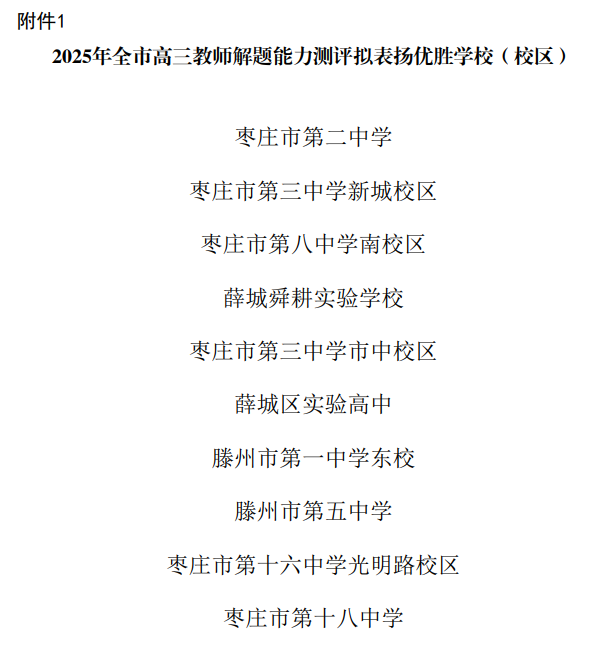 附件1
2025年全市高三教师解题能力测评拟表扬优胜学校（校区）
枣庄市第二中学
枣庄市第三中学新城校区
枣庄市第八中学南校区
薛城舜耕实验学校
枣庄市第三中学市中校区
薛城区实验高中
滕州市第一中学东校
滕州市第五中学
枣庄市第十六中学光明路校区
枣庄市第十八中学